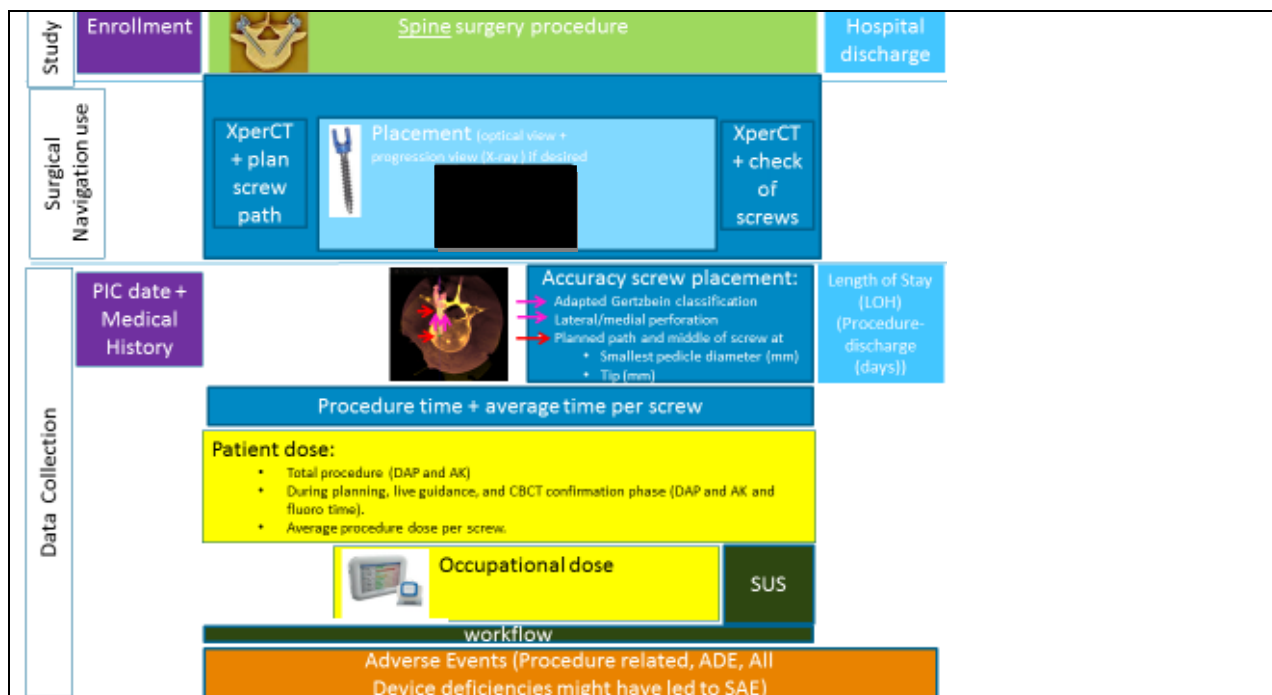 Study
Enrollment
Spine surgery procedure
Hospital
discharge
Surgical
Navigation use
XperCT
+ plan
screw
path
Placement (optical view +
progression view (X-ray) if desired
XperCT
+ check
of
screws
Data Collection
PIC date +
Medical
History
Accuracy screw placement:
Adapted Gertzbein classification
Lateral/medial perforation
Planned path and middle of screw at
• Smallest pedicle diameter (mm)
• Tip (mm)
Length of Stay
(LOH)
(Procedure-
discharge
(days))
Procedure time + average time per screw
Patient dose:
• Total procedure (DAP and AK)
• During planning, live guidance, and CBCT confirmation phase (DAP and AK and
fluoro time).
• Average procedure dose per screw.
Occupational dose
SUS
workflow
Adverse Events (Procedure related, ADE, All
Device deficiencies might have led to SAE)